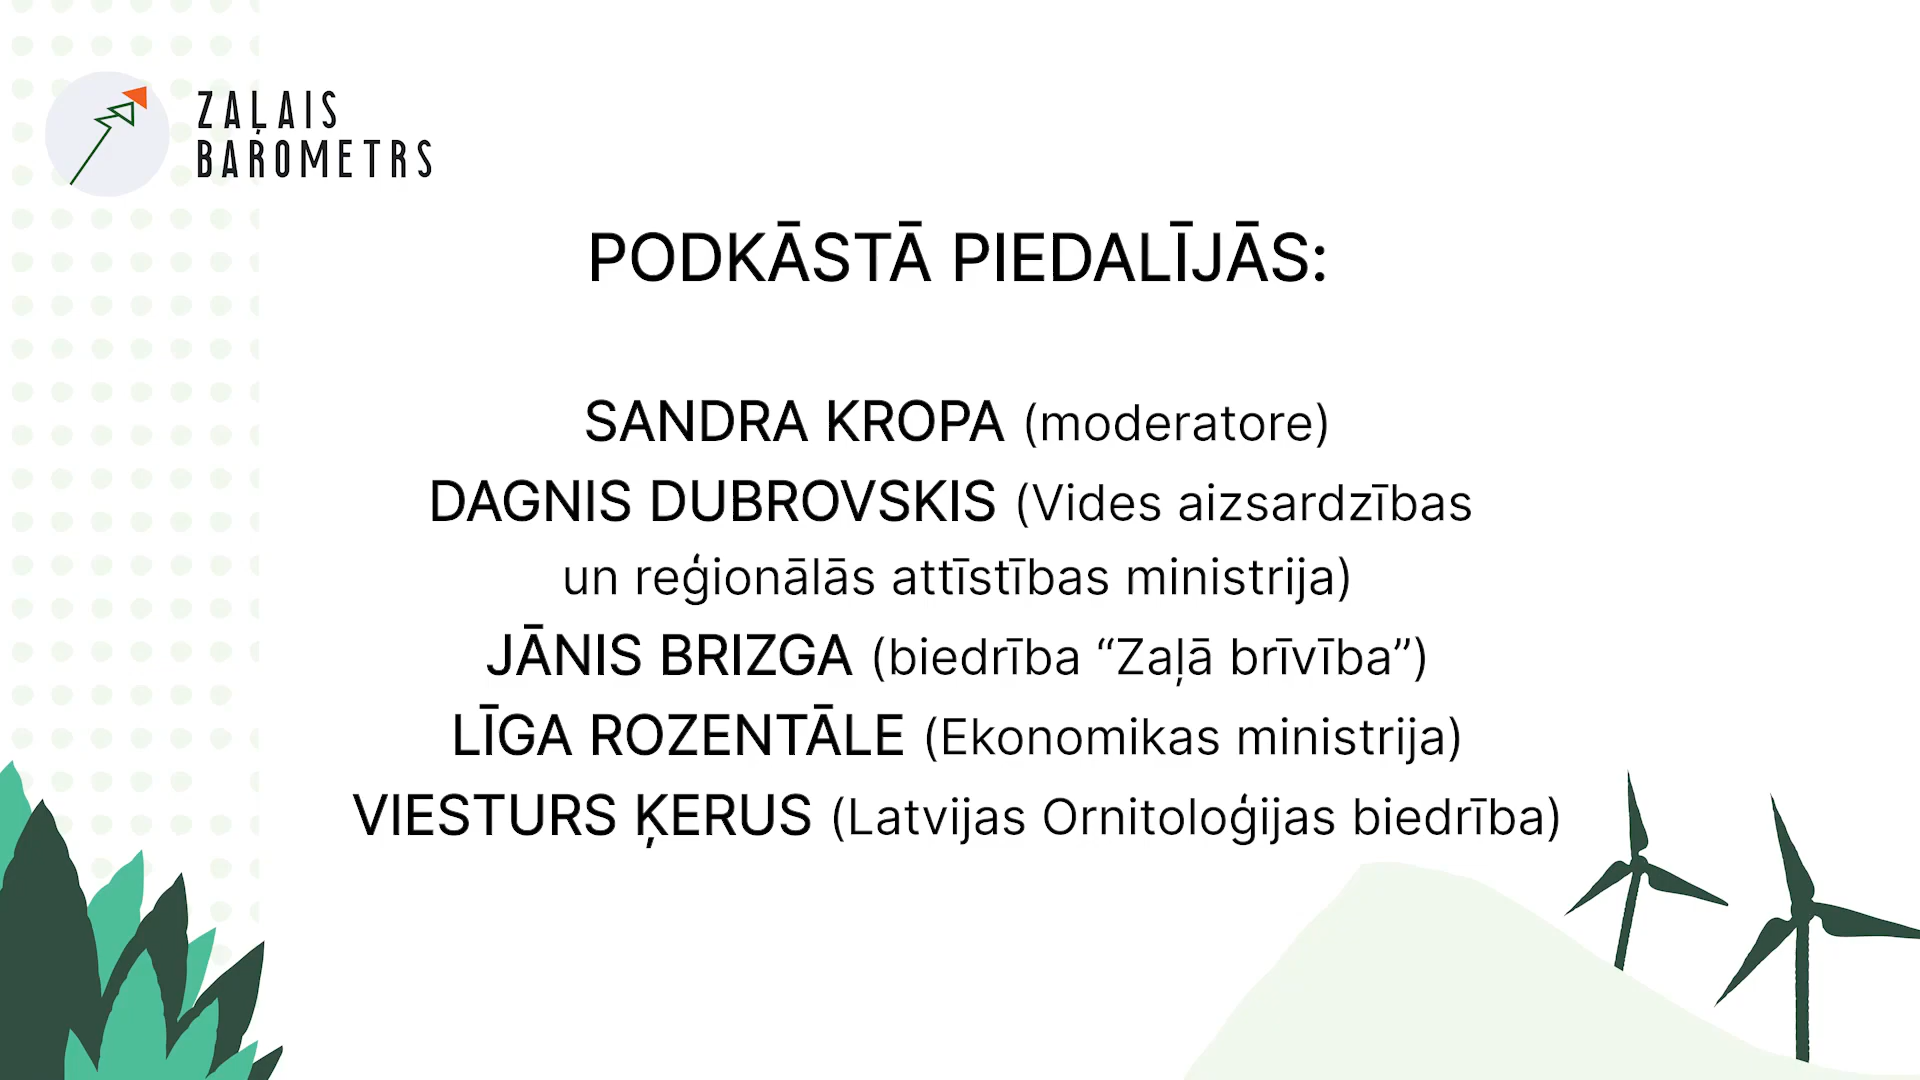 ZAĻAIS
BAROMETRS
PODKĀSTĀ PIEDALĪJĀS:
SANDRA KROPA (moderatore)
DAGNIS DUBROVSKIS (Vides aizsardzības
un reģionālās attīstības ministrija)
JĀNIS BRIZGA (biedrība “Zaļā brīvība”)
LĪGA ROZENTĀLE (Ekonomikas ministrija)
VIESTURS ĶERUS (Latvijas Ornitoloģijas biedrība)